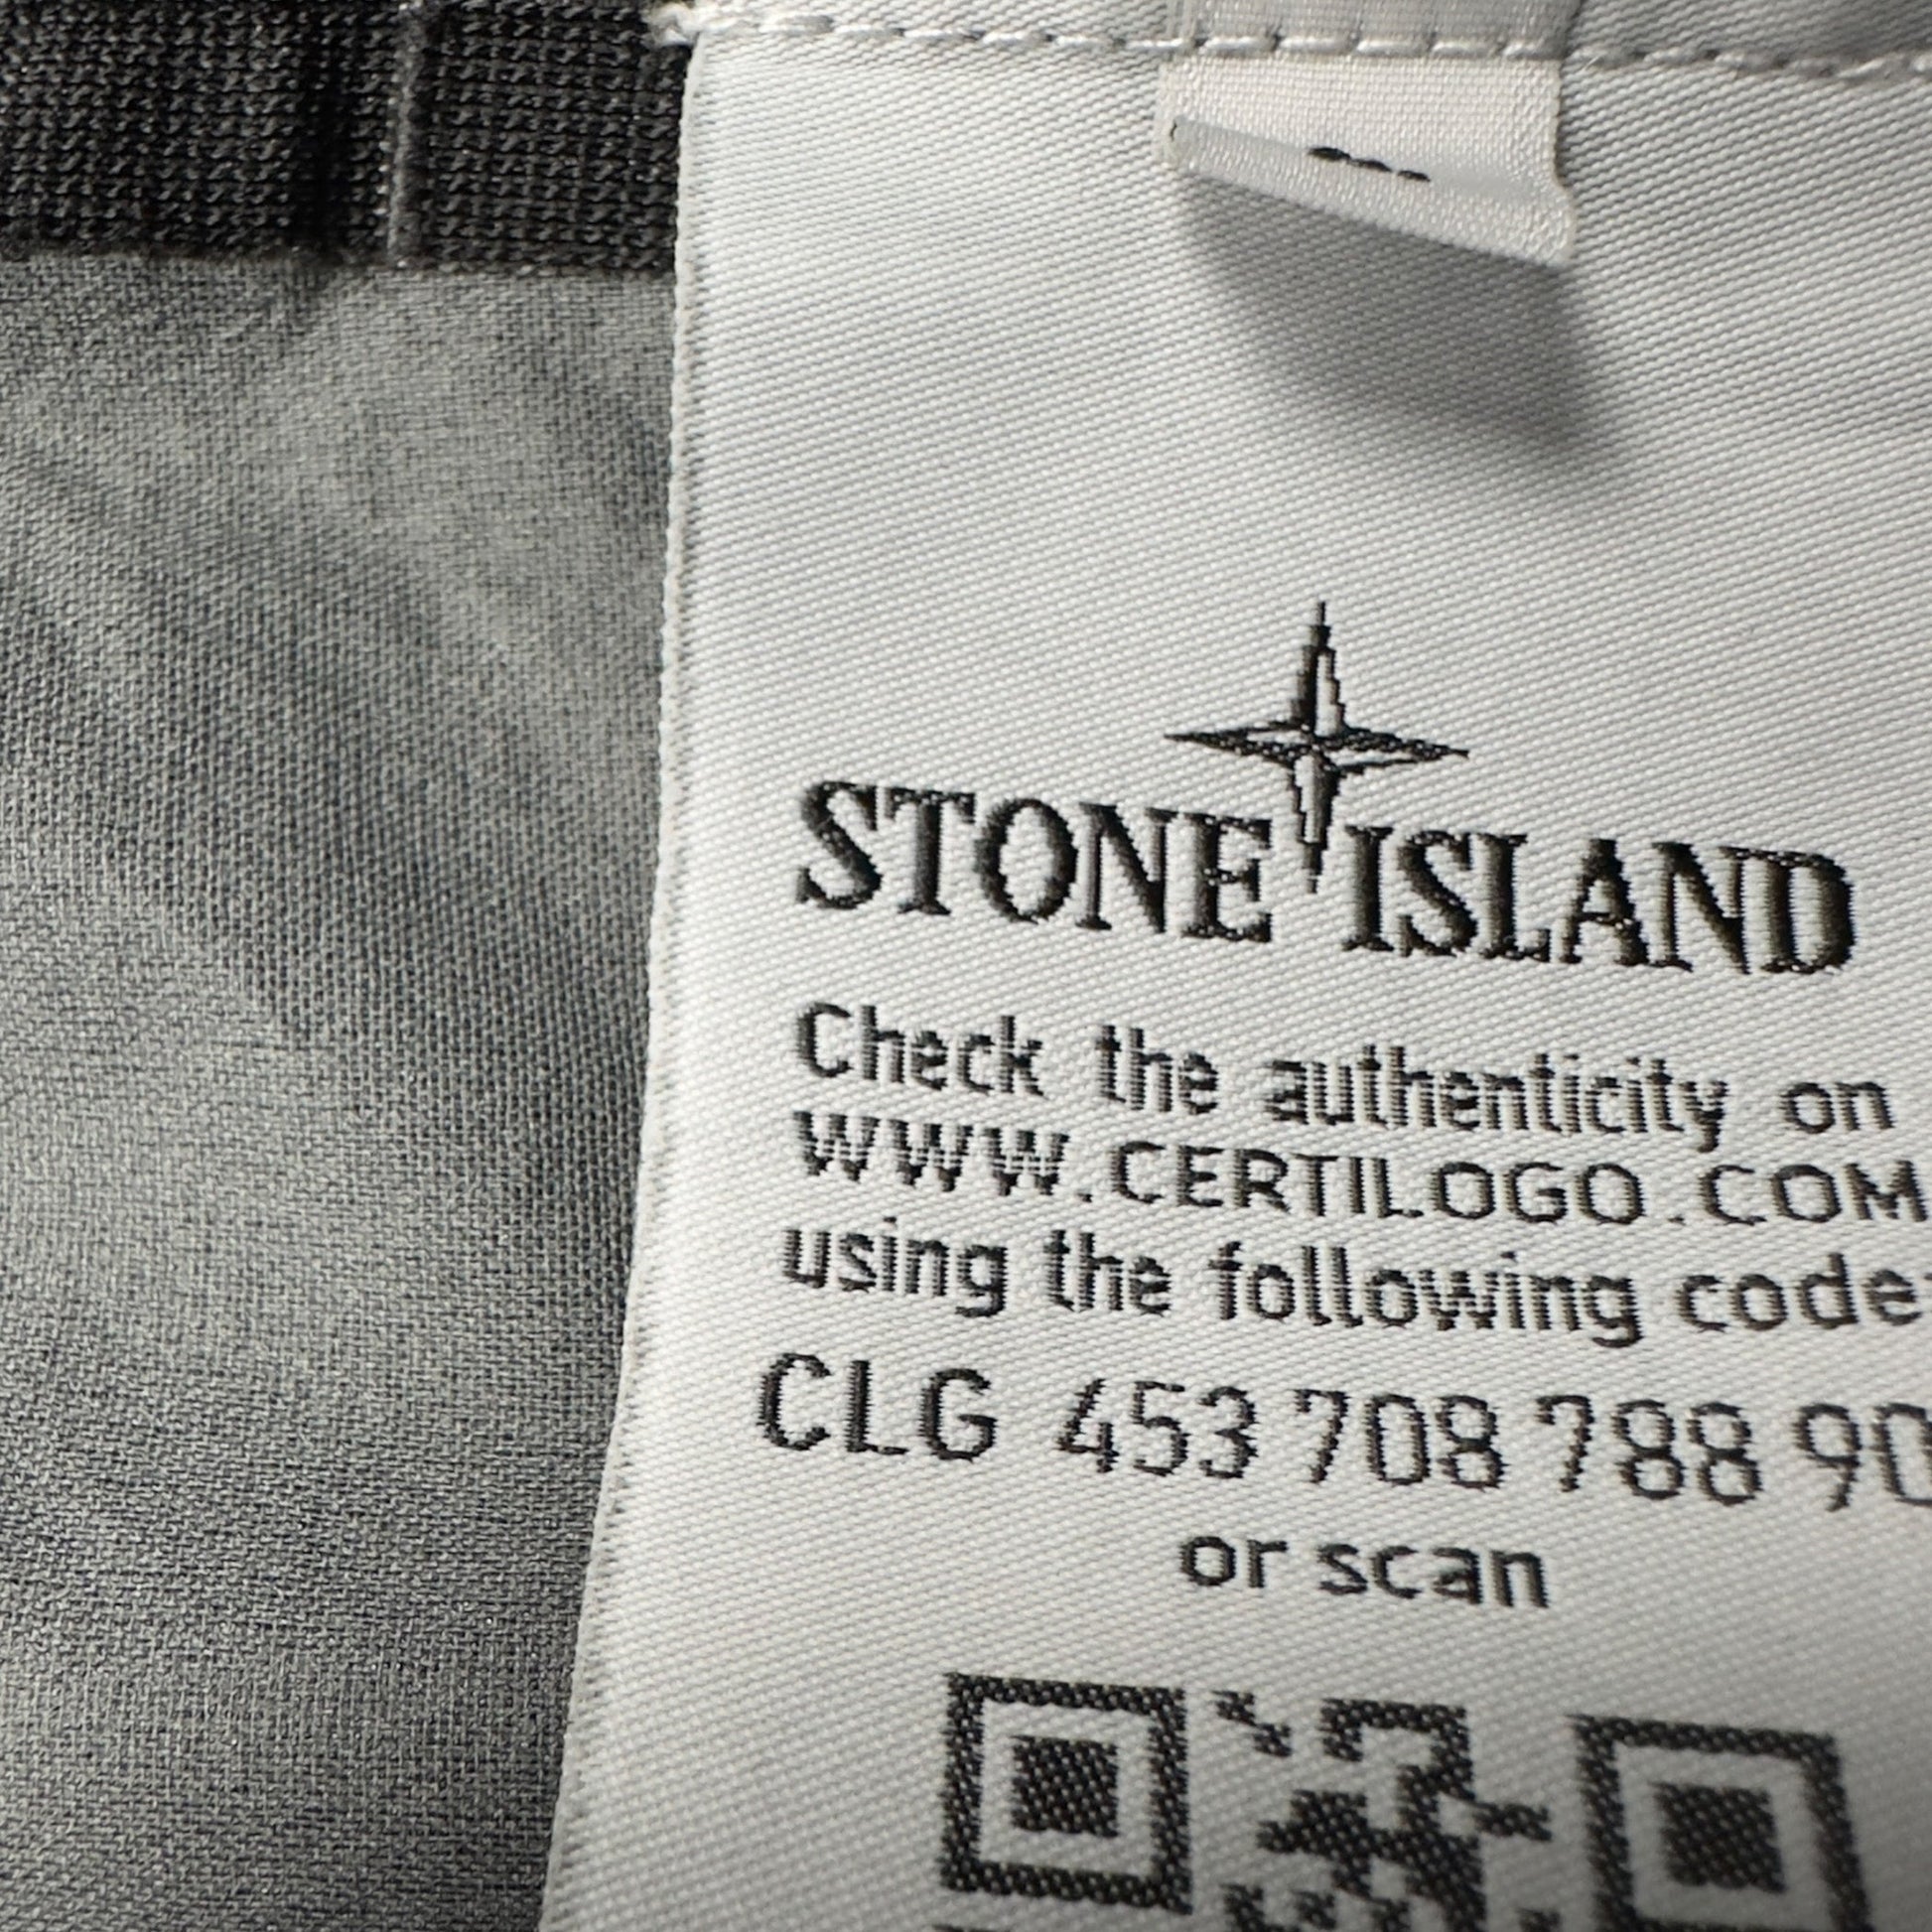 STONE ISLAND
Check the authenticity on
WWW.CERTILOGO.COM
using the following code
CLG 453 708 788 90
or scan